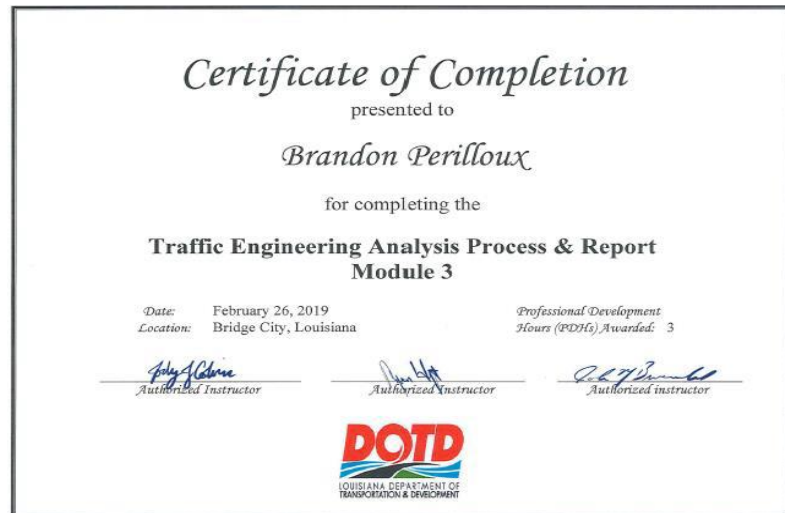 Certificate of Completion
presented to
Brandon Perilloux
for completing the
Traffic Engineering Analysis Process & Report
Module 3
Date: February 26, 2019
Location: Bridge City, Louisiana
Professional Development
Hours (PDHs) Awarded: 3
Authorized Instructor
Authorized Instructor
Authorized instructor
DOTD
LOUISIANA DEPARTMENT OF
TRANSPORTATION & DEVELOPMENT